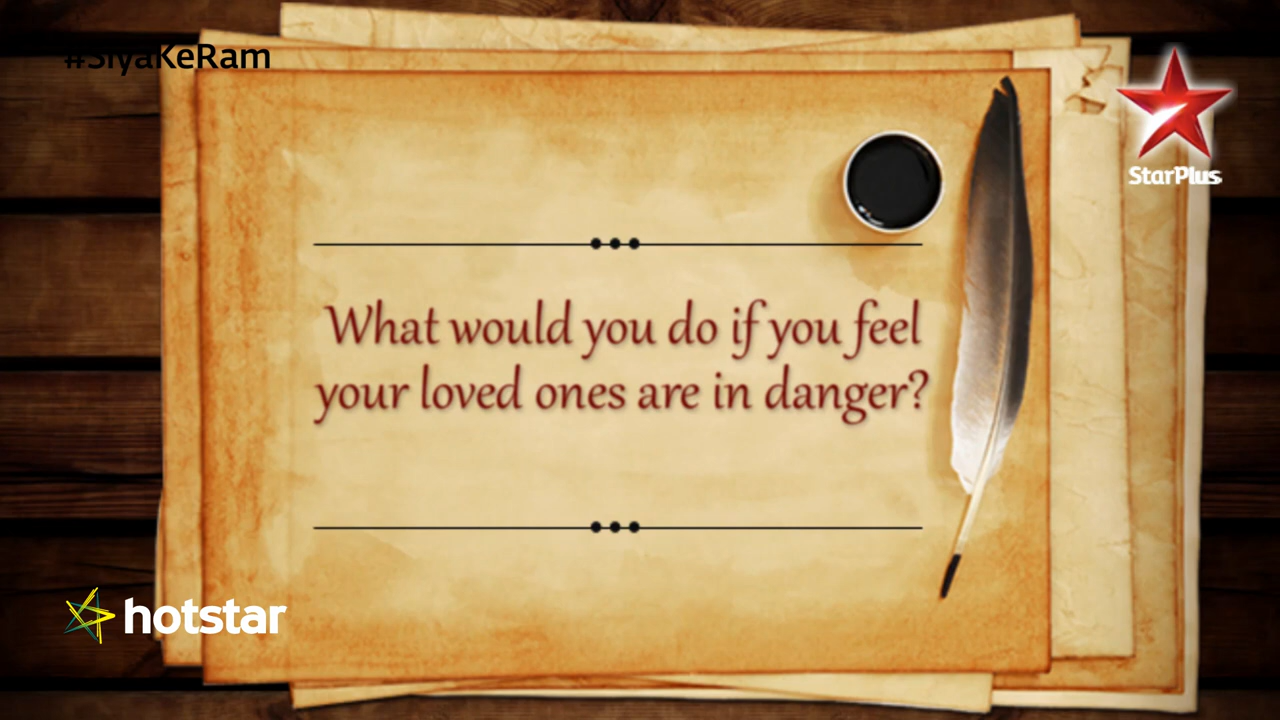 #SiyaKeRam
StarPlus
What would you do if you feel
your loved ones are in danger?
hotstar